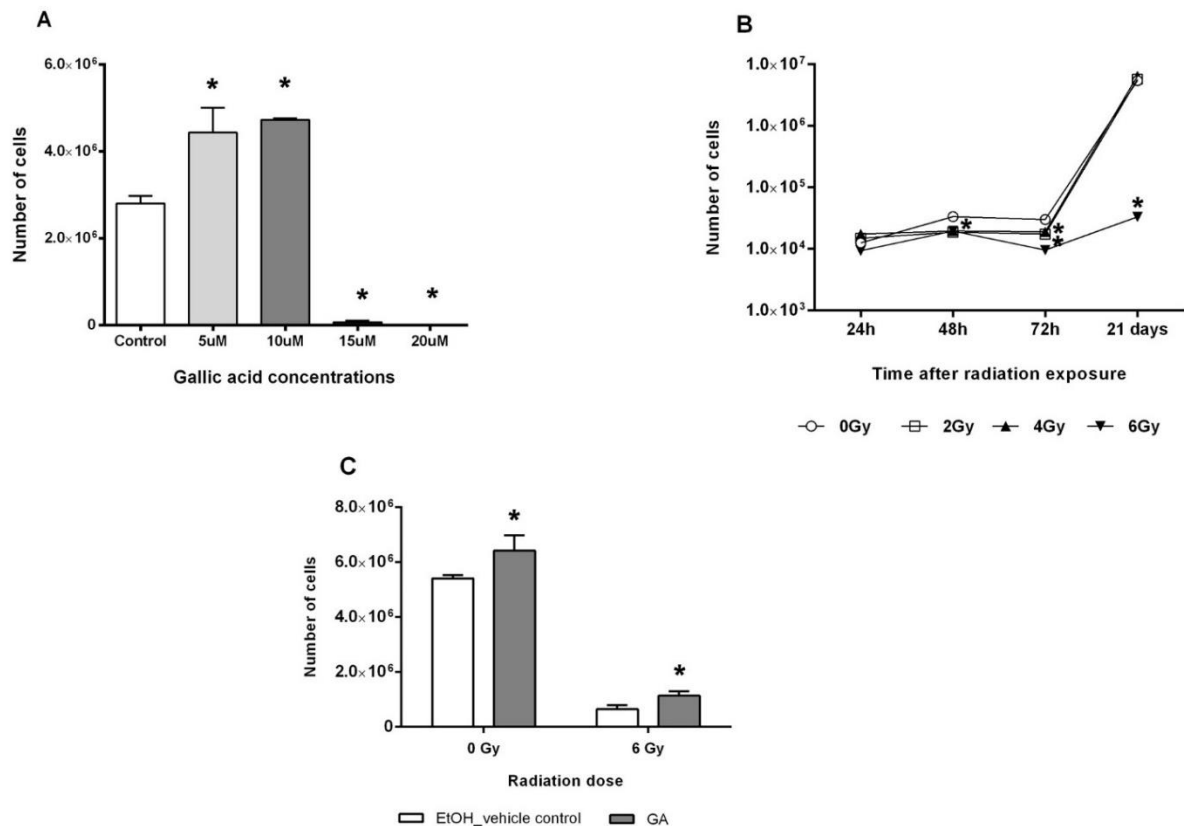 A
6.0×10⁶
4.0×10⁶
2.0×10⁶
0
Number of cells
* * * *
Control 5uM 10uM 15uM 20uM
Gallic acid concentrations
B
1.0×10⁷
1.0×10⁶
1.0×10⁵
1.0×10⁴
1.0×10³
Number of cells
* * * *
24h 48h 72h 21 days
Time after radiation exposure
0Gy 2Gy 4Gy 6Gy
C
8.0×10⁶
6.0×10⁶
4.0×10⁶
2.0×10⁶
0
Number of cells
* *
0 Gy 6 Gy
Radiation dose
EtOH_vehicle control GA